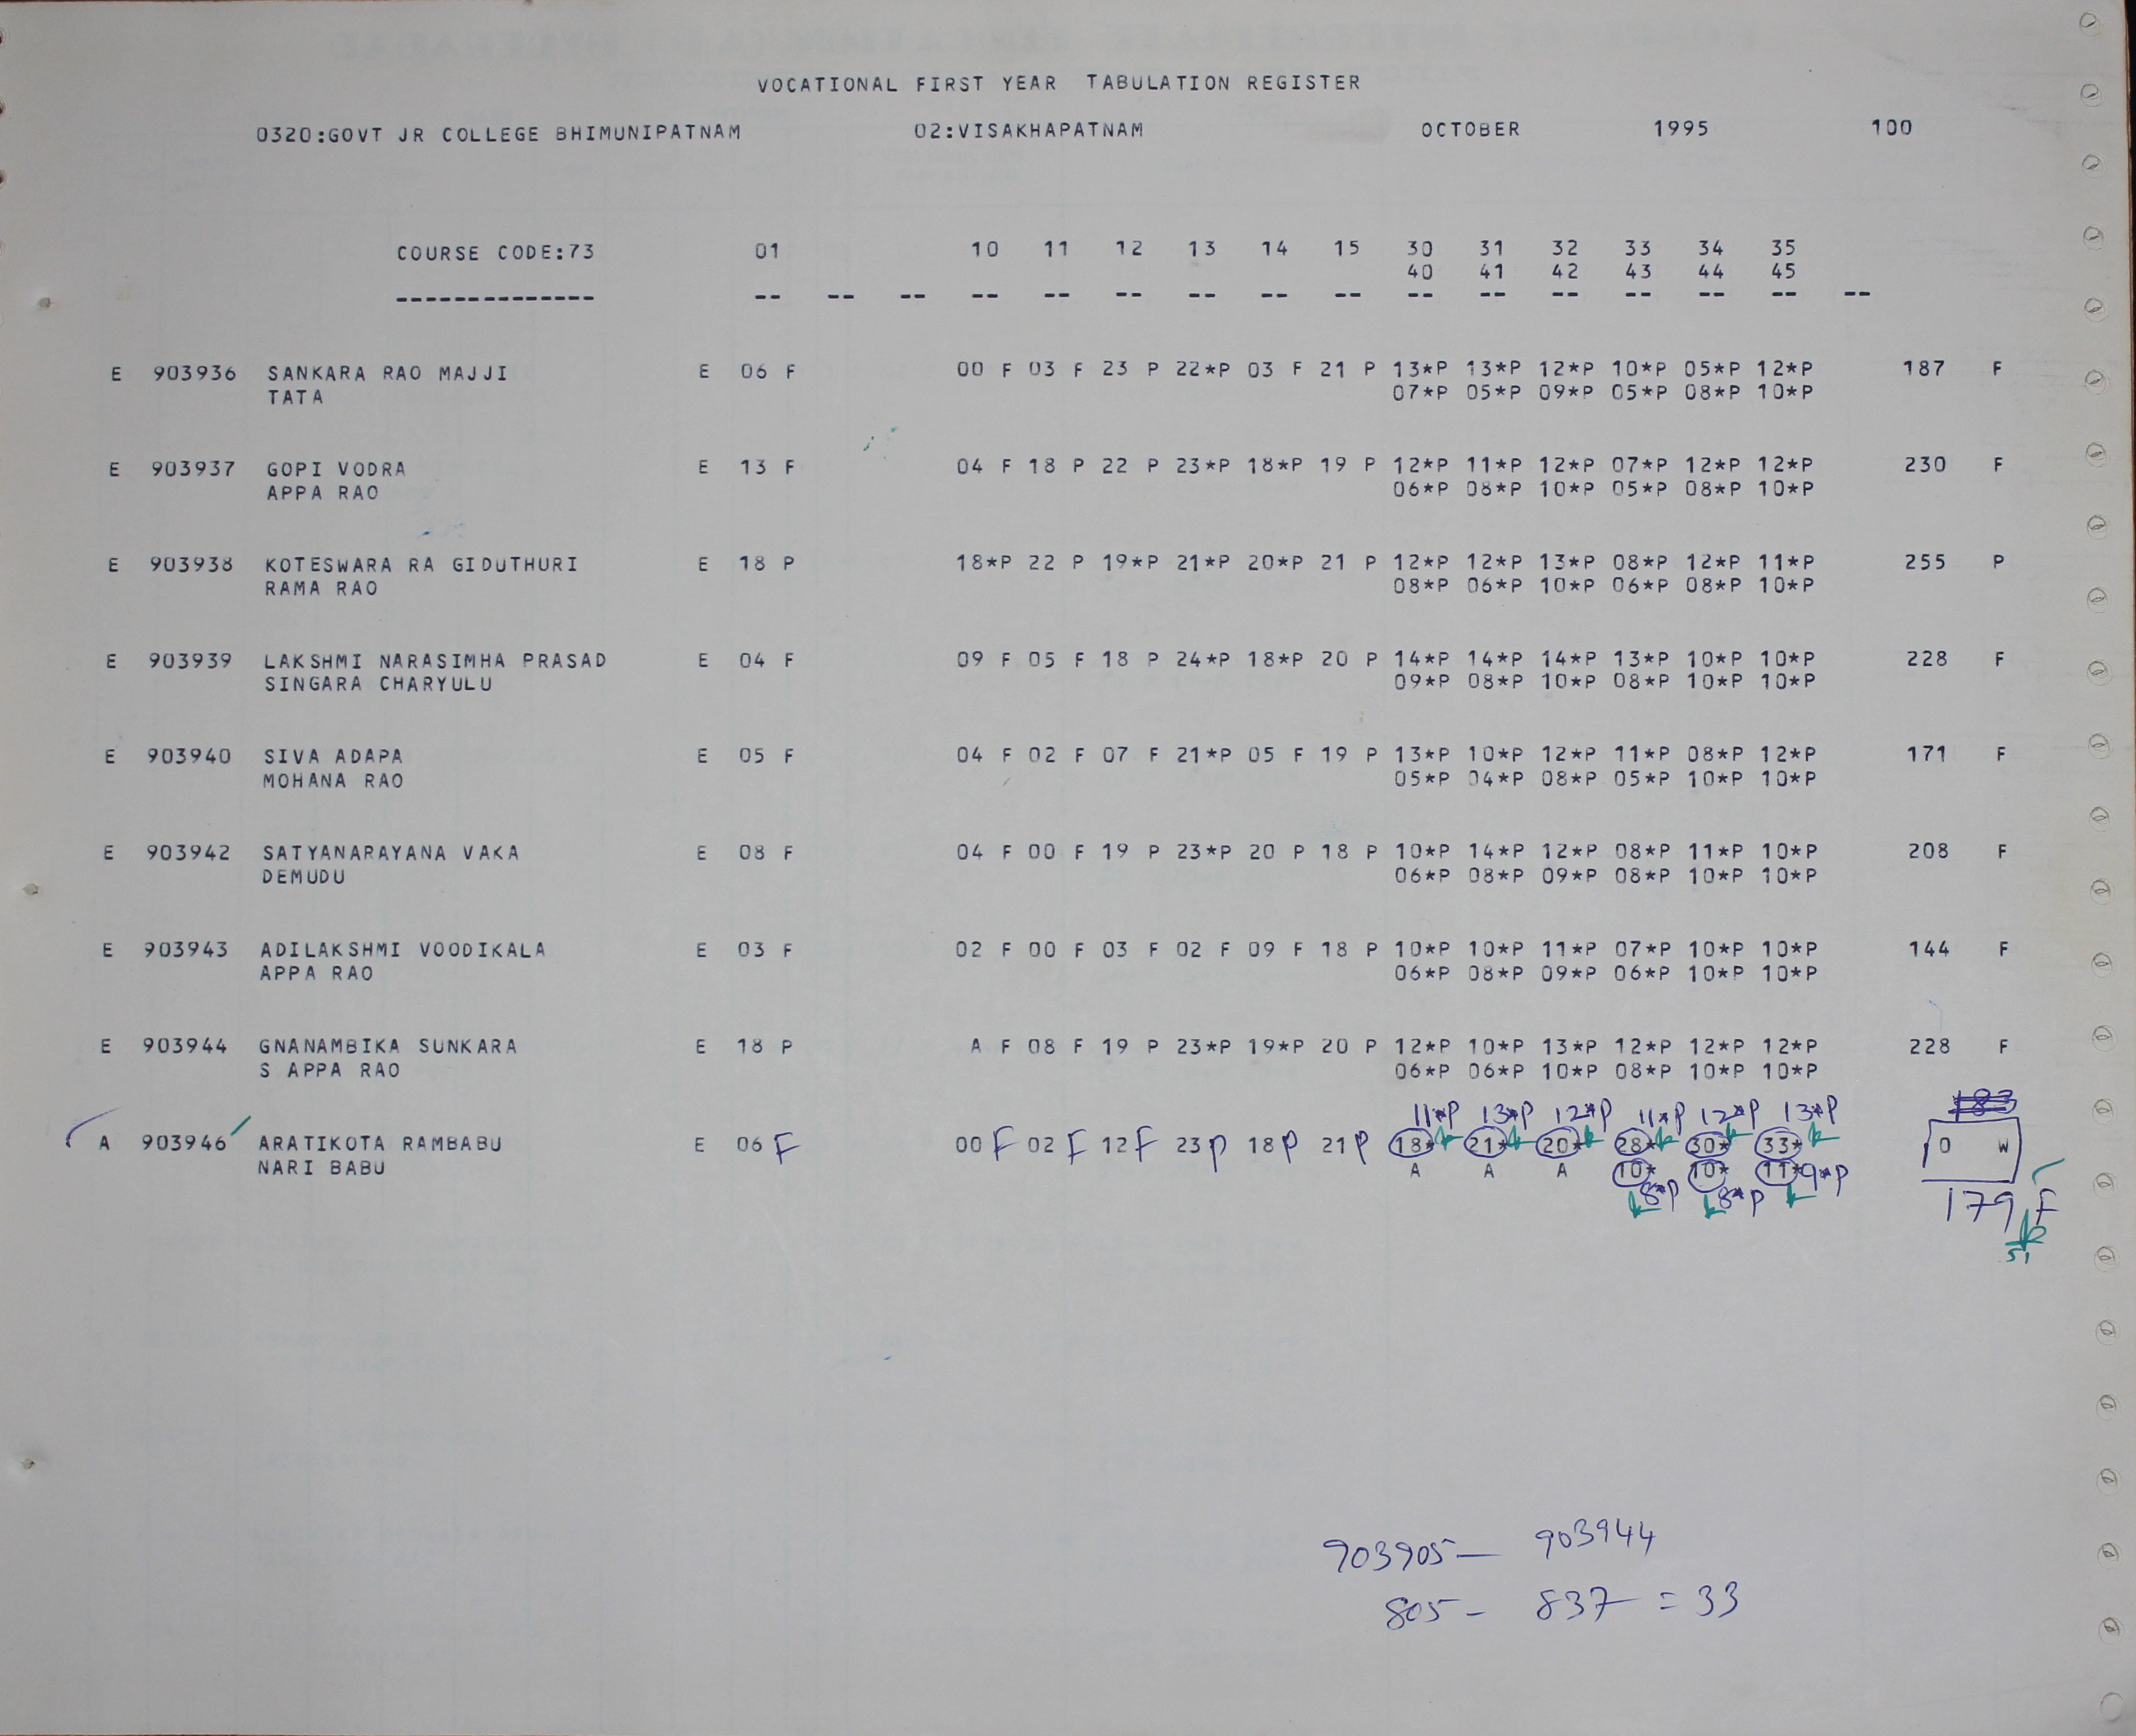 VOCATIONAL FIRST YEAR TABULATION REGISTER
0320:GOVT JR COLLEGE BHIMUNIPATNAM 02:VISAKHAPATNAM OCTOBER 1995 100
COURSE CODE:73 01 10 11 12 13 14 15 30 31 32 33 34 35
40 41 42 43 44 45
-------------- -- -- -- -- -- -- -- -- -- -- -- -- -- -- -- --
E 903936 SANKARA RAO MAJJI E 06 F 00 F 03 F 23 P 22*P 03 F 21 P 13*P 13*P 12*P 10*P 05*P 12*P 187 F
TATA 07*P 05*P 09*P 05*P 08*P 10*P
E 903937 GOPI VODRA E 13 F 04 F 18 P 22 P 23*P 18*P 19 P 12*P 11*P 12*P 07*P 12*P 12*P 230 F
APPA RAO 06*P 08*P 10*P 05*P 08*P 10*P
E 903938 KOTESWARA RA GIDUTHURI E 18 P 18*P 22 P 19*P 21*P 20*P 21 P 12*P 12*P 13*P 08*P 12*P 11*P 255 P
RAMA RAO 08*P 06*P 10*P 06*P 08*P 10*P
E 903939 LAKSHMI NARASIMHA PRASAD E 04 F 09 F 05 F 18 P 24*P 18*P 20 P 14*P 14*P 14*P 13*P 10*P 10*P 228 F
SINGARA CHARYULU 09*P 08*P 10*P 08*P 10*P 10*P
E 903940 SIVA ADAPA E 05 F 04 F 02 F 07 F 21*P 05 F 19 P 13*P 10*P 12*P 11*P 08*P 12*P 171 F
MOHANA RAO 05*P 04*P 08*P 05*P 10*P 10*P
E 903942 SATYANARAYANA VAKA E 08 F 04 F 00 F 19 P 23*P 20 P 18 P 10*P 14*P 12*P 08*P 11*P 10*P 208 F
DEMUDU 06*P 08*P 09*P 08*P 10*P 10*P
E 903943 ADILAKSHMI VOODIKALA E 03 F 02 F 00 F 03 F 02 F 09 F 18 P 10*P 10*P 11*P 07*P 10*P 10*P 144 F
APPA RAO 06*P 08*P 09*P 06*P 10*P 10*P
E 903944 GNANAMBIKA SUNKARA E 18 P A F 08 F 19 P 23*P 19*P 20 P 12*P 10*P 13*P 12*P 12*P 12*P 228 F
S APPA RAO 06*P 06*P 10*P 08*P 10*P 10*P
11*P 13*P 12*P 11*P 12*P 13*P 183
A 903946 ARATIKOTA RAMBABU E 06 F 00 F 02 F 12 F 23 P 18 P 21 P 18* 21* 20* 28* 30* 33* 0 W
NARI BABU A A A 10* 10* 11* 9*P
8*P 8*P 179 F
903905 — 903944
805 - 837 = 33